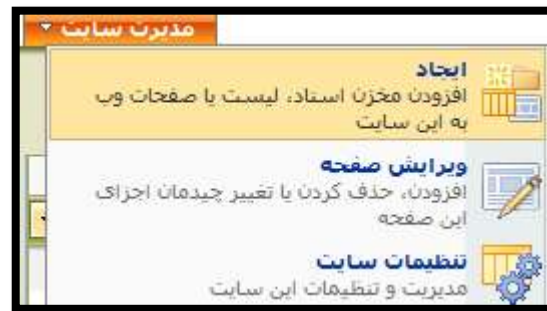 مدیرت سایت
ایجاد
افزودن مخزن اسناد، لیست یا صفحات وب
به این سایت
ویرایش صفحه
افزودن، حذف کردن یا تغییر چیدمان اجزای
این صفحه
تنظیمات سایت
مدیریت و تنظیمات این سایت